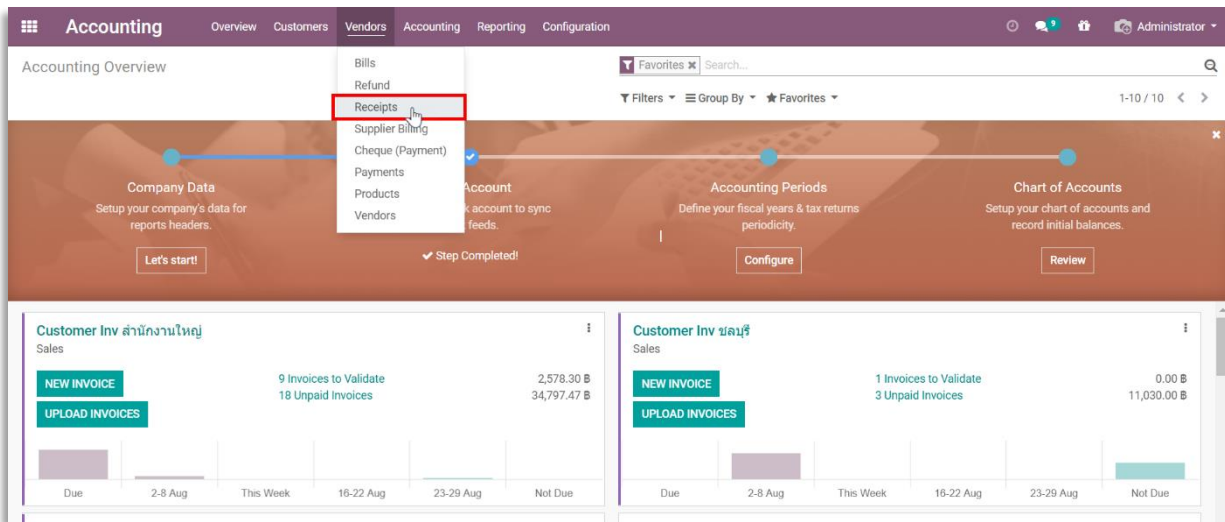 Accounting Overview Customers Vendors Accounting Reporting Configuration 9 Administrator
Accounting Overview
Favorites Search...
Filters Group By Favorites 1-10 / 10
Bills
Refund
Receipts
Supplier Billing
Cheque (Payment)
Payments
Products
Vendors
Company Data
Setup your company's data for
reports headers.
Let's start!
Account
account to sync
feeds.
Step Completed!
Accounting Periods
Define your fiscal years & tax returns
periodicity.
Configure
Chart of Accounts
Setup your chart of accounts and
record initial balances.
Review
Customer Inv สำนักงานใหญ่
Sales
NEW INVOICE
UPLOAD INVOICES
9 Invoices to Validate 2,578.30 ฿
18 Unpaid Invoices 34,797.47 ฿
Due 2-8 Aug This Week 16-22 Aug 23-29 Aug Not Due
Customer Inv ชลบุรี
Sales
NEW INVOICE
UPLOAD INVOICES
1 Invoices to Validate 0.00 ฿
3 Unpaid Invoices 11,030.00 ฿
Due 2-8 Aug This Week 16-22 Aug 23-29 Aug Not Due